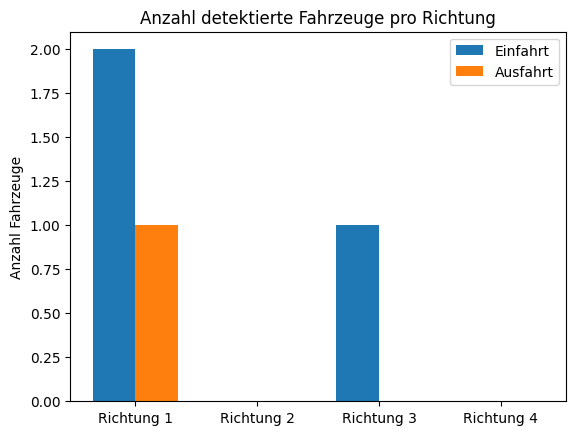 Anzahl detektierte Fahrzeuge pro Richtung
Einfahrt
Ausfahrt
Anzahl Fahrzeuge
2.00
1.75
1.50
1.25
1.00
0.75
0.50
0.25
0.00
Richtung 1 Richtung 2 Richtung 3 Richtung 4